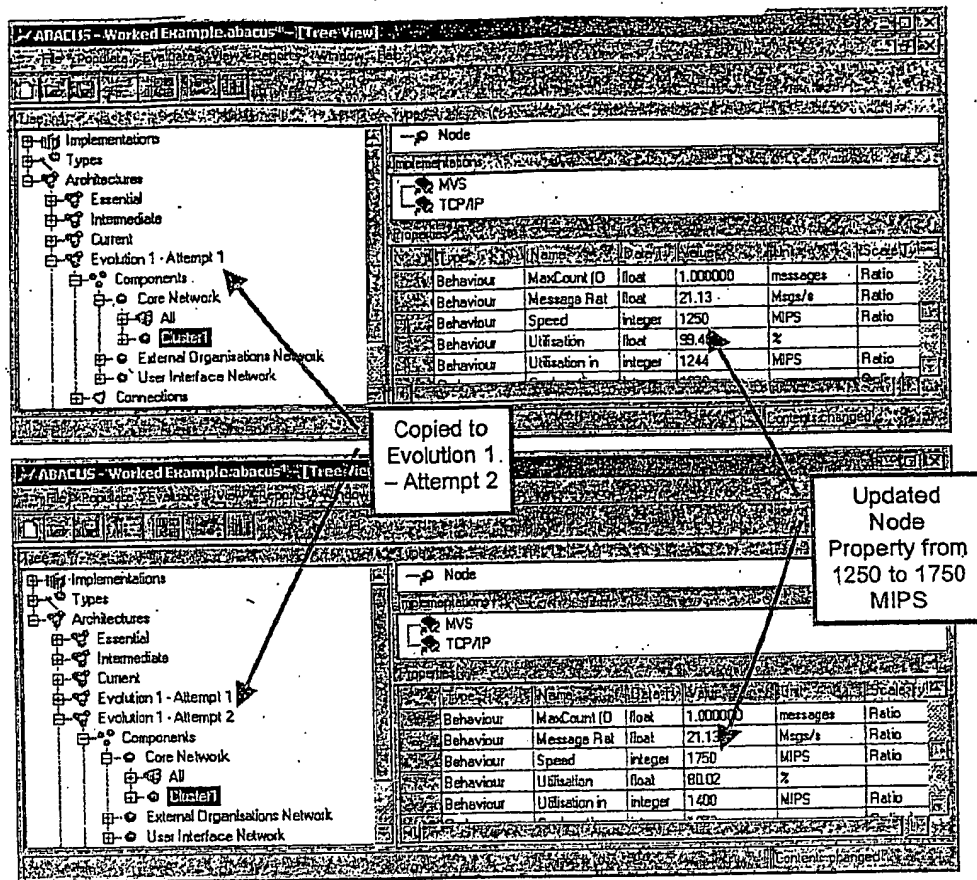 ABACUS - Worked Example.abacus - [Tree View]
Implementations
Types
Architectures
Essential
Intermediate
Current
Evolution 1 - Attempt 1
Components
Core Network
All
Cluster1
External Organisations Network
User Interface Network
Connections
Node
Implementations
MVS
TCP/IP
Properties
Behaviour MaxCount (O float 1.000000 messages Ratio
Behaviour Message Rat float 21.13 Msgs/s Ratio
Behaviour Speed integer 1250 MIPS Ratio
Behaviour Utilisation float %
Behaviour Utilisation in integer 1244 MIPS Ratio
Copied to
Evolution 1.
– Attempt 2
Updated
Node
Property from
1250 to 1750
MIPS
ABACUS - Worked Example.abacus - [Tree
Implementations
Types
Architectures
Essential
Intermediate
Current
Evolution 1 - Attempt 1
Evolution 1 - Attempt 2
Components
Core Network
All
Cluster1
External Organisations Network
User Interface Network
Node
MVS
TCP/IP
Properties
Behaviour MaxCount (O float 1.000000 messages Ratio
Behaviour Message Rat float 21.13 Msgs/s Ratio
Behaviour Speed integer 1750 MIPS Ratio
Behaviour Utilisation float 80.02 %
Behaviour Utilisation in integer 1400 MIPS Ratio